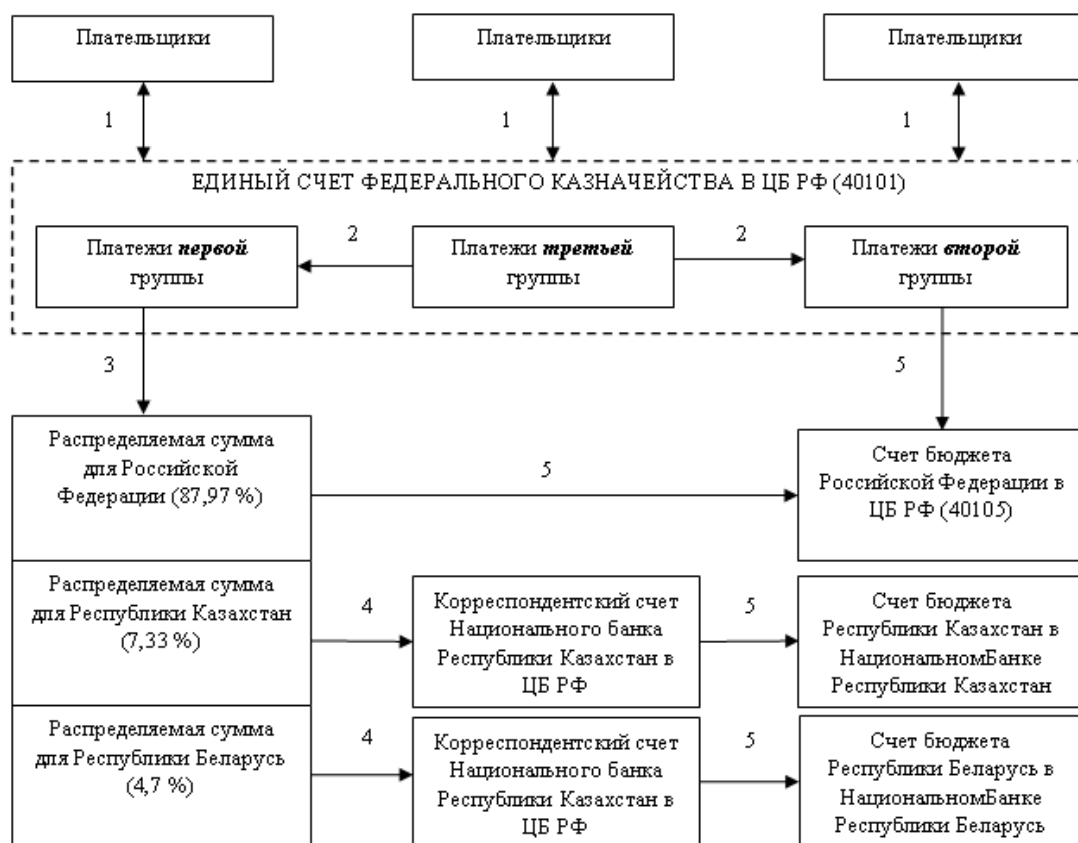 Плательщики
Плательщики
Плательщики
1
1
1
ЕДИНЫЙ СЧЕТ ФЕДЕРАЛЬНОГО КАЗНАЧЕЙСТВА В ЦБ РФ (40101)
Платежи первой
группы
2
Платежи третьей
группы
2
Платежи второй
группы
3
5
Распределяемая сумма
для Российской
Федерации (87,97 %)
5
Счет бюджета
Российской Федерации в
ЦБ РФ (40105)
Распределяемая сумма
для Республики Казахстан
(7,33 %)
4
Корреспондентский счет
Национального банка
Республики Казахстан в
ЦБ РФ
5
Счет бюджета
Республики Казахстан в
НациональномБанке
Республики Казахстан
Распределяемая сумма
для Республики Беларусь
(4,7 %)
4
Корреспондентский счет
Национального банка
Республики Казахстан в
ЦБ РФ
5
Счет бюджета
Республики Беларусь в
НациональномБанке
Республики Беларусь